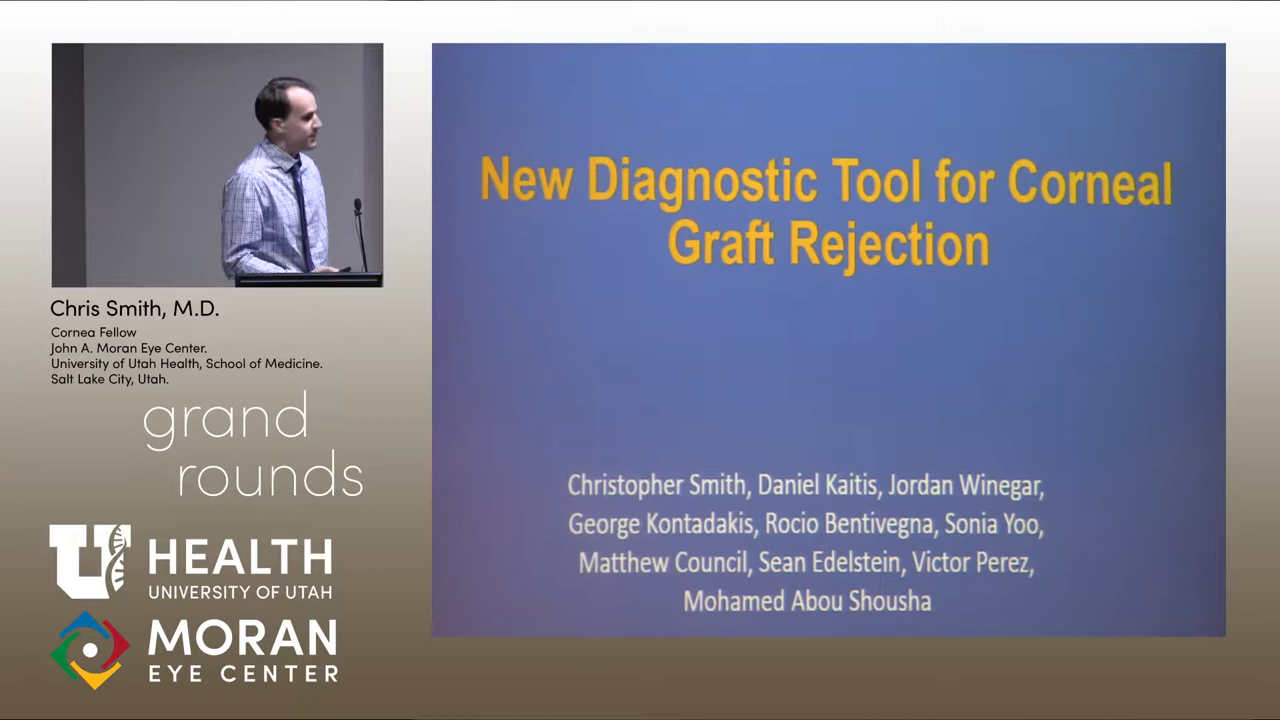 Chris Smith, M.D.
Cornea Fellow
John A. Moran Eye Center.
University of Utah Health, School of Medicine.
Salt Lake City, Utah.
grand
rounds
U
HEALTH
UNIVERSITY OF UTAH
MORAN
EYE CENTER
New Diagnostic Tool for Corneal
Graft Rejection
Christopher Smith, Daniel Kaitis, Jordan Winegar,
George Kontadakis, Rocio Bentivegna, Sonia Yoo,
Matthew Council, Sean Edelstein, Victor Perez,
Mohamed Abou Shousha